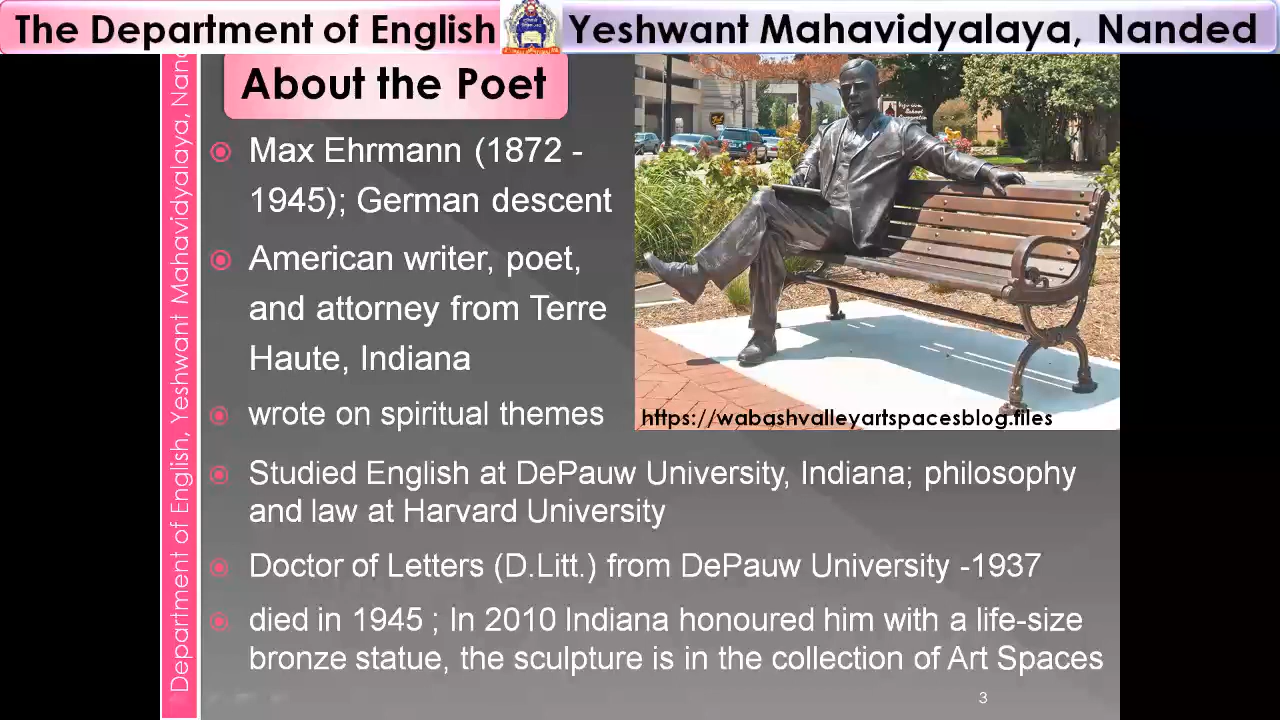 The Department of English Yeshwant Mahavidyalaya, Nanded
About the Poet
Max Ehrmann (1872 -
1945); German descent
American writer, poet,
and attorney from Terre
Haute, Indiana
wrote on spiritual themes
https://wabashvalleyartspacesblog.files
Studied English at DePauw University, Indiana; philosophy
and law at Harvard University
Doctor of Letters (D.Litt.) from DePauw University -1937
died in 1945 ; In 2010 Indiana honoured him with a life-size
bronze statue, the sculpture is in the collection of Art Spaces
3
Department of English, Yeshwant Mahavidyalaya, Nand